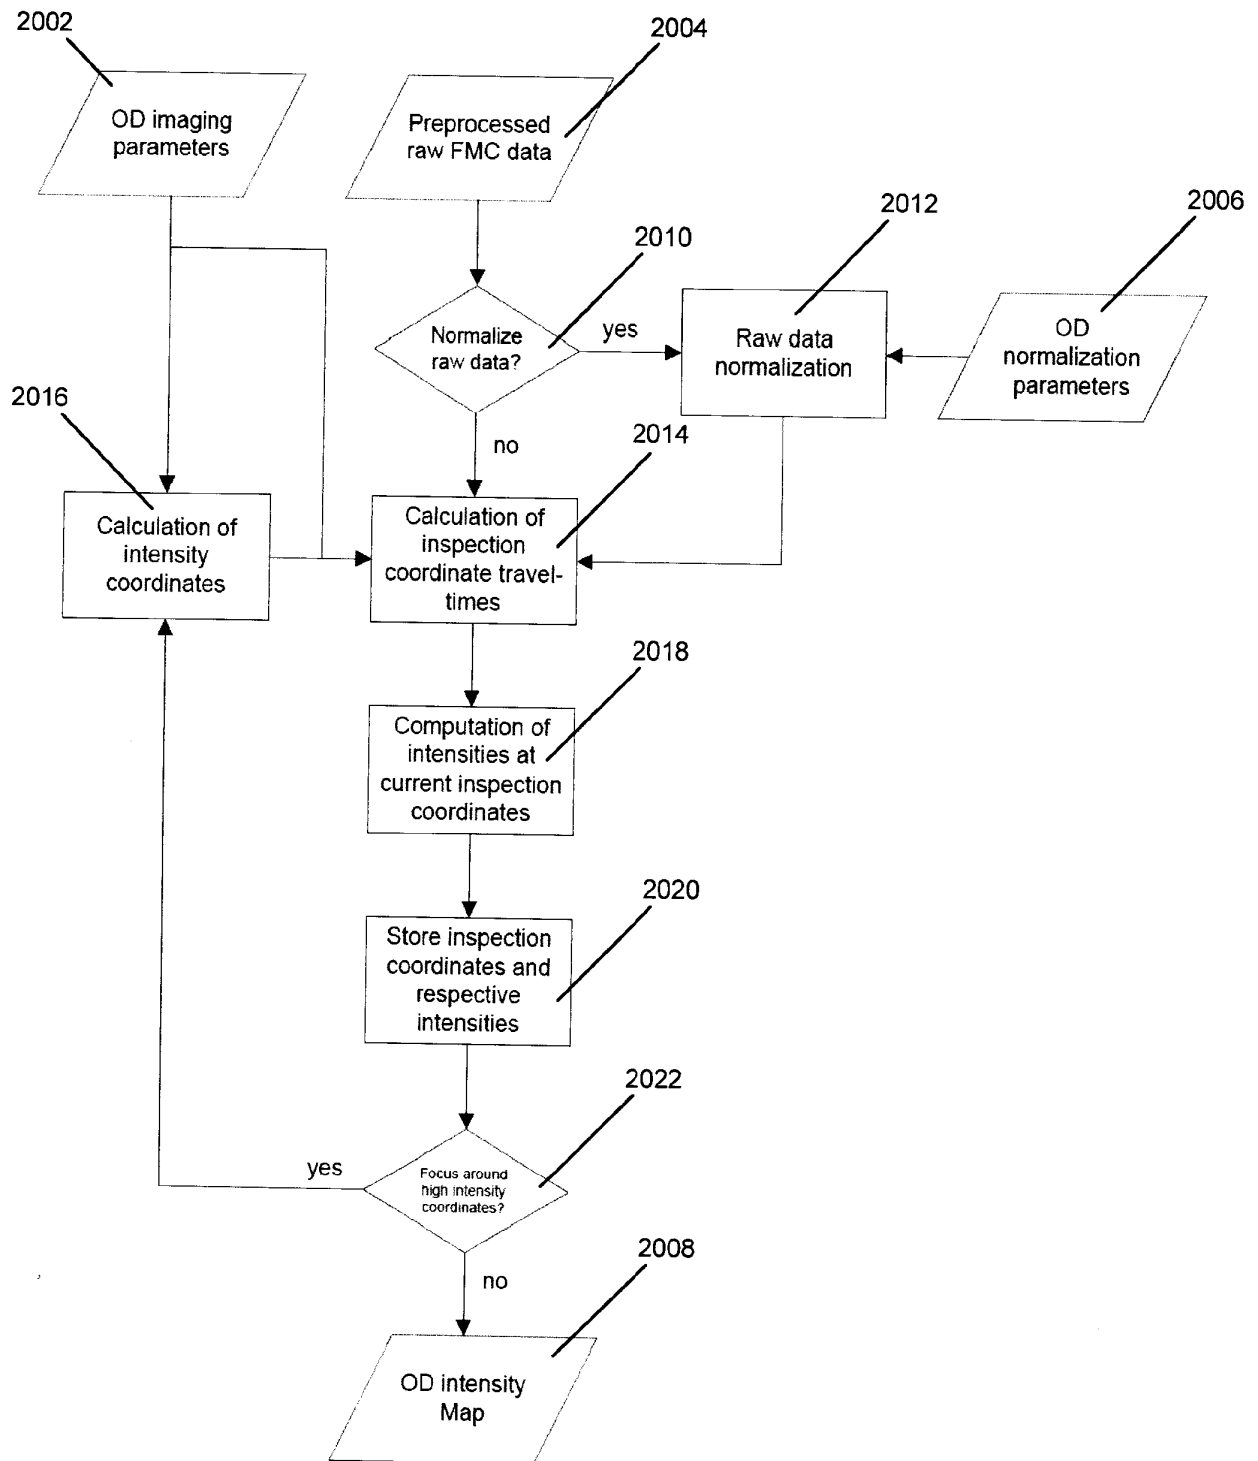 2002
2004
OD imaging
parameters
Preprocessed
raw FMC data
2012
2006
2010
Normalize
raw data?
yes
Raw data
normalization
OD
normalization
parameters
2016
no
2014
Calculation of
intensity
coordinates
Calculation of
inspection
coordinate travel-
times
2018
Computation of
intensities at
current inspection
coordinates
2020
Store inspection
coordinates and
respective
intensities
2022
yes
Focus around
high intensity
coordinates?
2008
no
OD intensity
Map